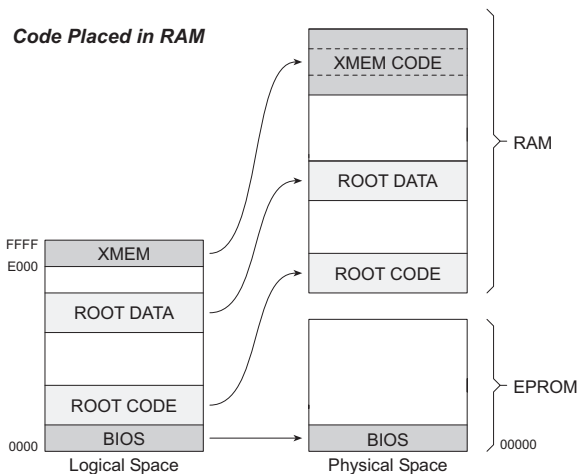 Code Placed in RAM
XMEM CODE
RAM
ROOT DATA
ROOT CODE
FFFF
XMEM
E000
ROOT DATA
ROOT CODE
0000
BIOS
Logical Space
EPROM
BIOS
00000
Physical Space